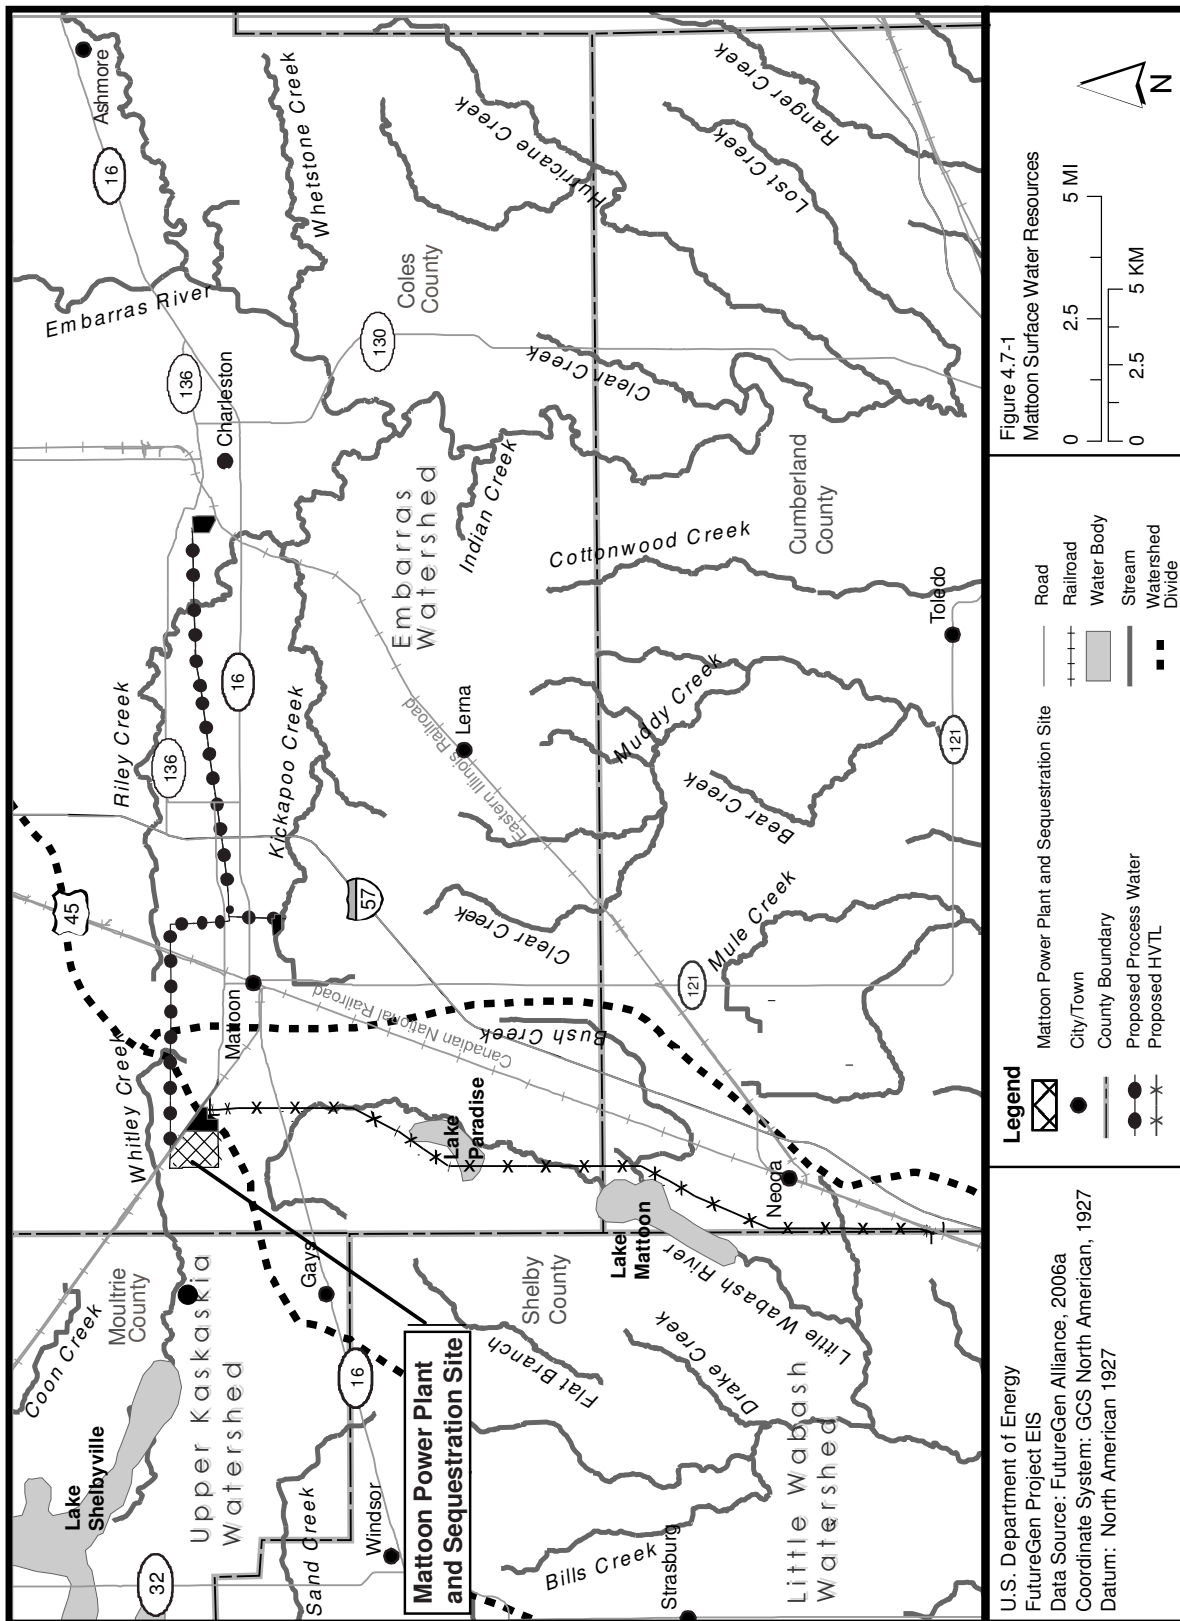 Lake
Shelbyville
Coon Creek
Moultrie
County
Whitley Creek
45
Riley Creek
136
Embarras River
16
Ashmore
32
Upper Kaskaskia
Watershed
Mattoon
16
136
Charleston
Sand Creek
Gays
Kickapoo Creek
Whetstone Creek
Windsor
16
Canadian National Railroad
57
130
Coles
County
Mattoon Power Plant
and Sequestration Site
Lake
Paradise
Clear Creek
Eastern Illinois Railroad
Lerna
Embarras
Watershed
Indian Creek
Hurricane Creek
Flat Branch
Shelby
County
Bush Creek
Clear Creek
Bills Creek
Lake
Mattoon
Cottonwood Creek
Strasburg
Drake Creek
Little Wabash River
121
Mule Creek
Bear Creek
Muddy Creek
Lost Creek
Ranger Creek
Little Wabash
Watershed
Neoga
Cumberland
County
121
Toledo
U.S. Department of Energy
FutureGen Project EIS
Data Source: FutureGen Alliance, 2006a
Coordinate System: GCS North American, 1927
Datum: North American 1927
Legend
Mattoon Power Plant and Sequestration Site
City/Town
County Boundary
Proposed Process Water
Proposed HVTL
Road
Railroad
Water Body
Stream
Watershed
Divide
Figure 4.7-1
Mattoon Surface Water Resources
0 2.5 5 MI
0 2.5 5 KM
N